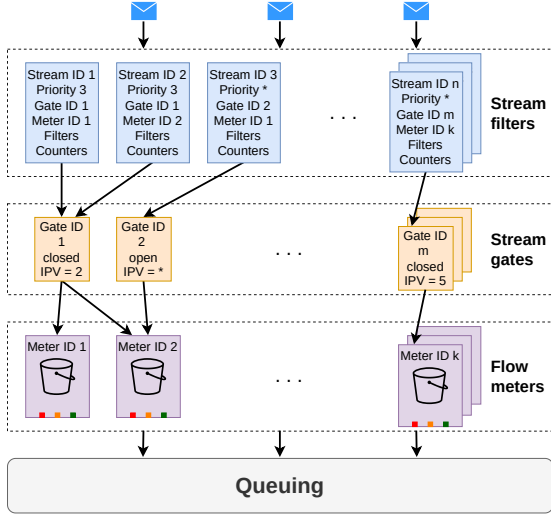 Stream ID 1
Priority 3
Gate ID 1
Meter ID 1
Filters
Counters
Stream ID 2
Priority 3
Gate ID 1
Meter ID 2
Filters
Counters
Stream ID 3
Priority *
Gate ID 2
Meter ID 1
Filters
Counters
. . .
Stream ID n
Priority *
Gate ID m
Meter ID k
Filters
Counters
Stream
filters
Gate ID
1
closed
IPV = 2
Gate ID
2
open
IPV = *
. . .
Gate ID
m
closed
IPV = 5
Stream
gates
Meter ID 1
Meter ID 2
. . .
Meter ID k
Flow
meters
Queuing